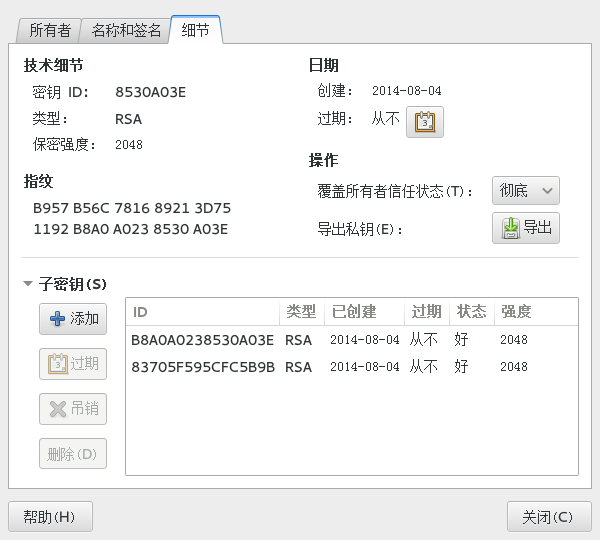 所有者 名称和签名 细节
技术细节
密钥 ID: 8530A03E
类型: RSA
保密强度: 2048
指纹
B957 B56C 7816 8921 3D75
1192 B8A0 A023 8530 A03E
日期
创建: 2014-08-04
过期: 从不
操作
覆盖所有者信任状态(T): 彻底
导出私钥(E): 导出
子密钥(S)
添加
过期
吊销
删除(D)
ID 类型 已创建 过期 状态 强度
B8A0A0238530A03E RSA 2014-08-04 从不 好 2048
83705F595CFC5B9B RSA 2014-08-04 从不 好 2048
帮助(H) 关闭(C)